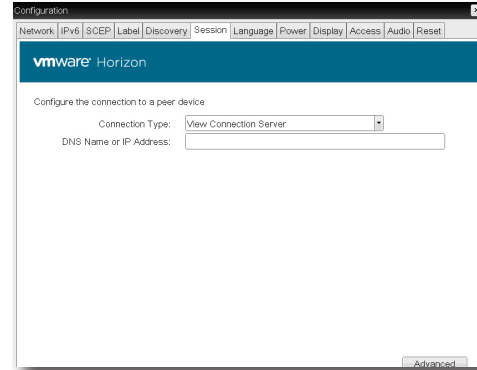 Configuration
Network IPv6 SCEP Label Discovery Session Language Power Display Access Audio Reset
vmware® Horizon
Configure the connection to a peer device
Connection Type: View Connection Server
DNS Name or IP Address:
Advanced